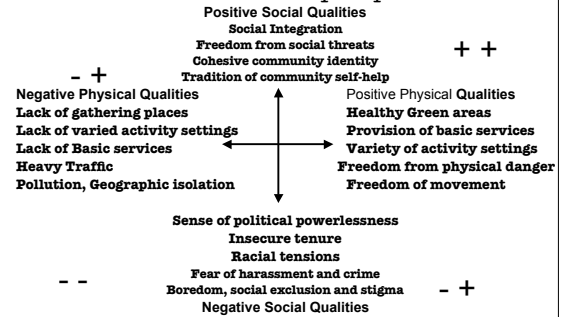 Positive Social Qualities
Social Integration
Freedom from social threats
Cohesive community identity
Tradition of community self-help
+ +
- +
Negative Physical Qualities
Lack of gathering places
Lack of varied activity settings
Lack of Basic services
Heavy Traffic
Pollution, Geographic isolation
Positive Physical Qualities
Healthy Green areas
Provision of basic services
Variety of activity settings
Freedom from physical danger
Freedom of movement
Sense of political powerlessness
Insecure tenure
Racial tensions
Fear of harassment and crime
Boredom, social exclusion and stigma
Negative Social Qualities
- -
- +